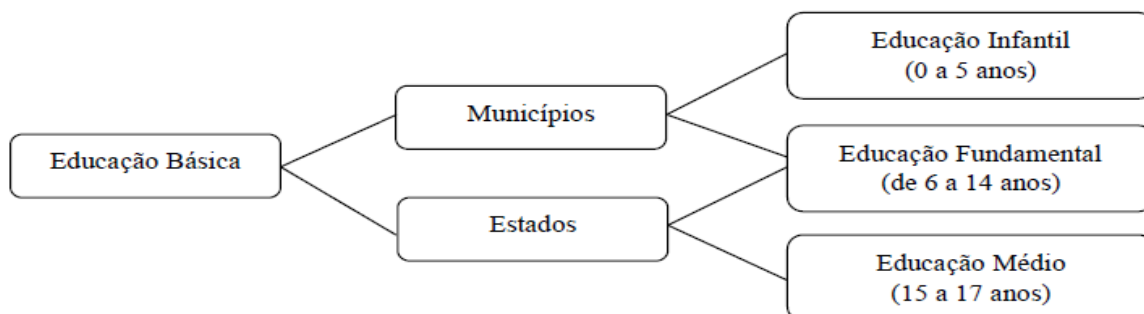 Educação Básica
Municípios
Estados
Educação Infantil
(0 a 5 anos)
Educação Fundamental
(de 6 a 14 anos)
Educação Médio
(15 a 17 anos)